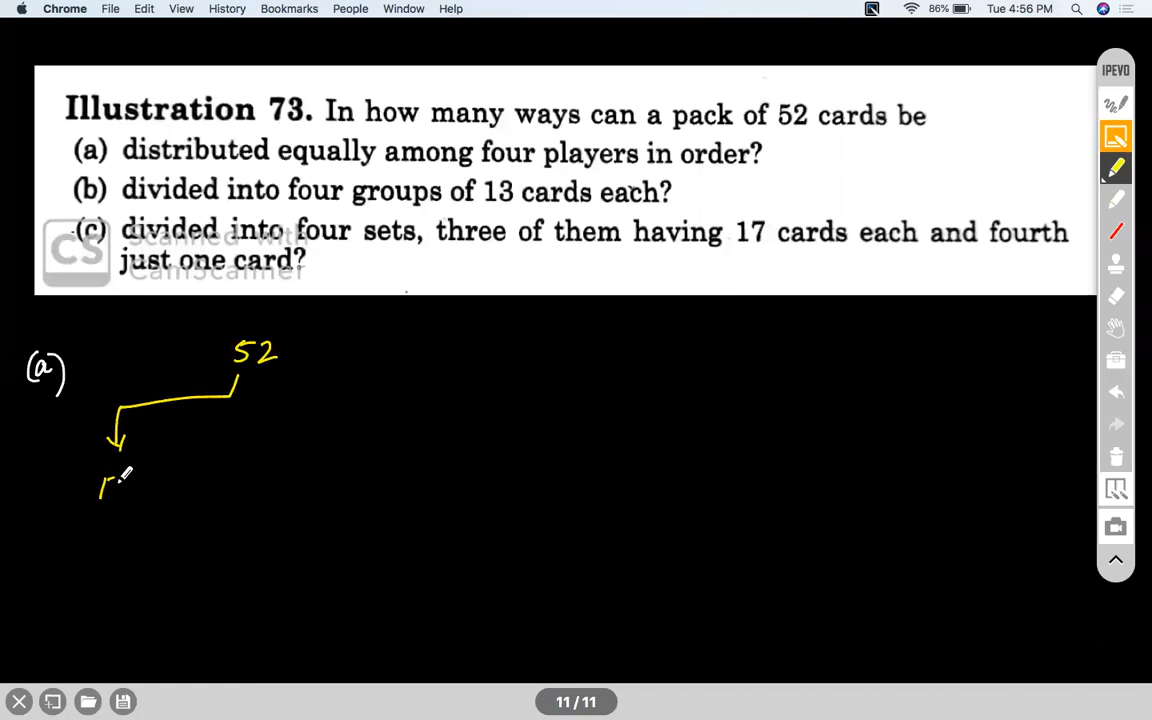 Chrome File Edit View History Bookmarks People Window Help 86% Tue 4:56 PM
IPEVO
Illustration 73. In how many ways can a pack of 52 cards be
(a) distributed equally among four players in order?
(b) divided into four groups of 13 cards each?
(c) divided into four sets, three of them having 17 cards each and fourth
just one card?
CS Scanned with
CamScanner
(a) 52
11 / 11